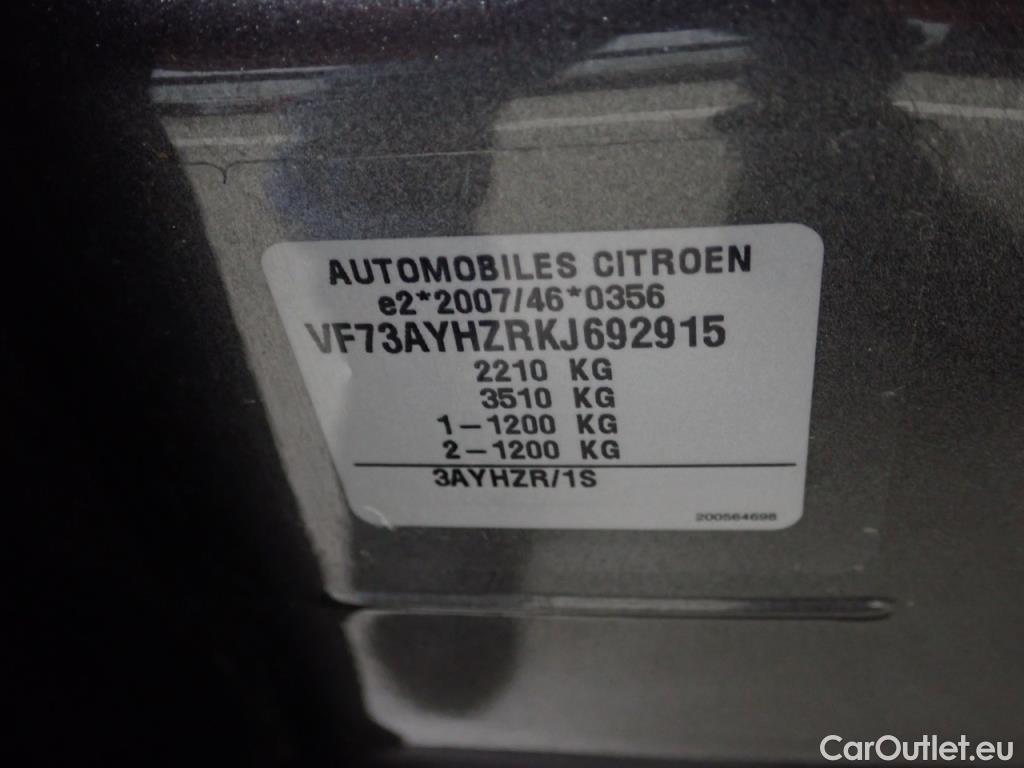 AUTOMOBILES CITROEN
e2*2007/46*0356
VF73AYHZRKJ692915
2210 KG
3510 KG
1-1200 KG
2-1200 KG
3AYHZR/1S
200564698
CarOutlet.eu